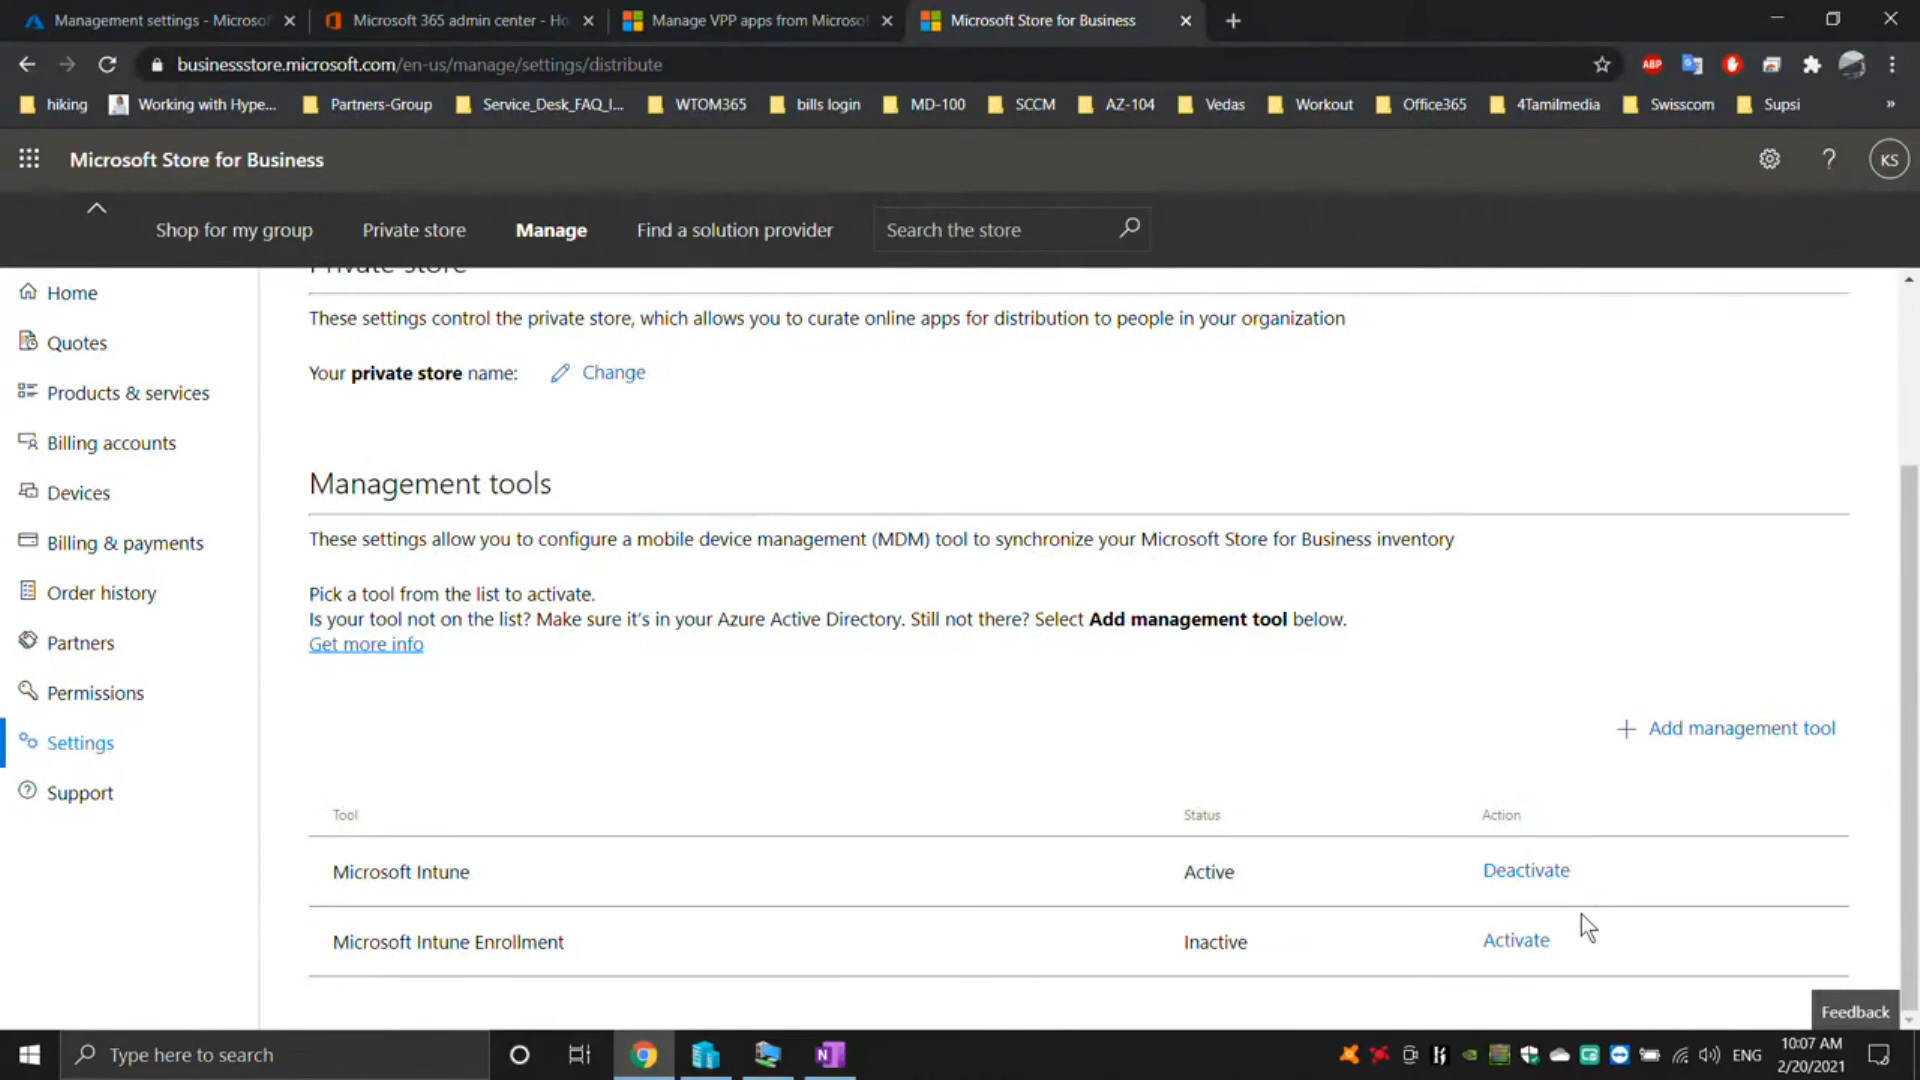 Management settings - Microsof
Microsoft 365 admin center - Ho
Manage VPP apps from Microso
Microsoft Store for Business
businessstore.microsoft.com/en-us/manage/settings/distribute
ABP
hiking
Working with Hype...
Partners-Group
Service_Desk_FAQ_I...
WTOM365
bills login
MD-100
SCCM
AZ-104
Vedas
Workout
Office365
4Tamilmedia
Swisscom
Supsi
»
Microsoft Store for Business
?
KS
Shop for my group
Private store
Manage
Find a solution provider
Search the store
Home
Quotes
Products & services
Billing accounts
Devices
Billing & payments
Order history
Partners
Permissions
Settings
Support
Private store
These settings control the private store, which allows you to curate online apps for distribution to people in your organization
Your private store name:
Change
Management tools
These settings allow you to configure a mobile device management (MDM) tool to synchronize your Microsoft Store for Business inventory
Pick a tool from the list to activate.
Is your tool not on the list? Make sure it's in your Azure Active Directory. Still not there? Select Add management tool below.
Get more info
+ Add management tool
Tool Status Action
Microsoft Intune Active Deactivate
Microsoft Intune Enrollment Inactive Activate
Feedback
Type here to search
N
ENG
10:07 AM
2/20/2021